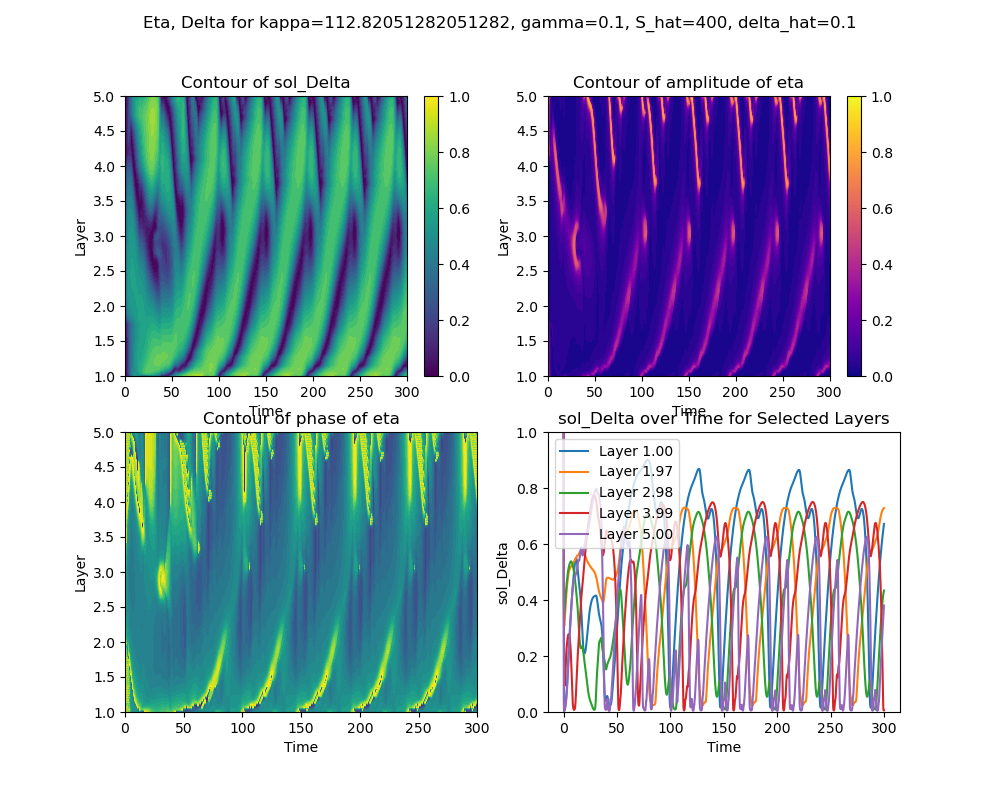 Eta, Delta for kappa=112.82051282051282, gamma=0.1, S_hat=400, delta_hat=0.1
Contour of sol_Delta
Contour of amplitude of eta
5.0
4.5
4.0
3.5
3.0
2.5
2.0
1.5
1.0
Layer
0 50 100 150 200 250 300
Time
1.0
0.8
0.6
0.4
0.2
0.0
5.0
4.5
4.0
3.5
3.0
2.5
2.0
1.5
1.0
Layer
0 50 100 150 200 250 300
Time
1.0
0.8
0.6
0.4
0.2
0.0
Contour of phase of eta
sol_Delta over Time for Selected Layers
5.0
4.5
4.0
3.5
3.0
2.5
2.0
1.5
1.0
Layer
0 50 100 150 200 250 300
Time
1.0
0.8
0.6
0.4
0.2
0.0
sol_Delta
Layer 1.00
Layer 1.97
Layer 2.98
Layer 3.99
Layer 5.00
0 50 100 150 200 250 300
Time